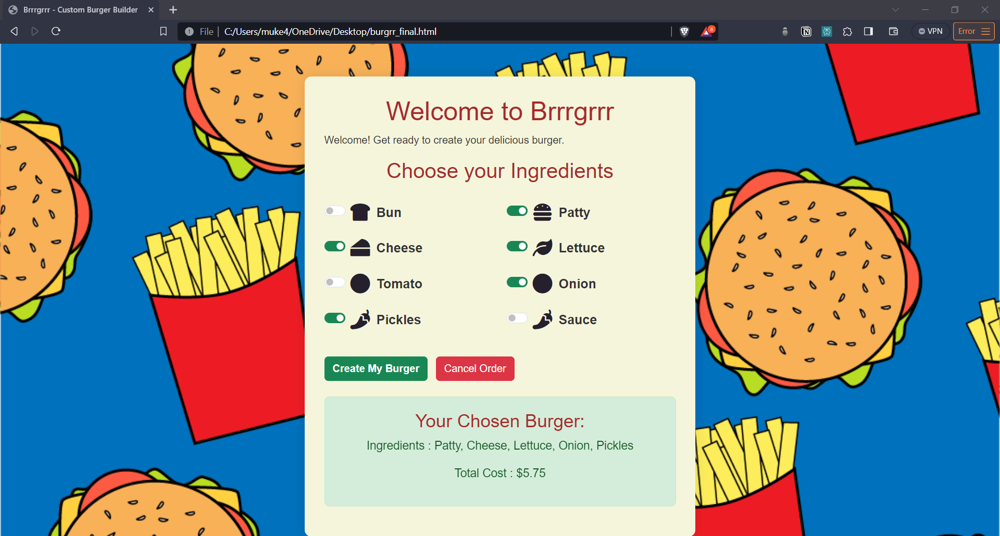 Brrrgrrr - Custom Burger Builder
File C:/Users/muke4/OneDrive/Desktop/burgrr_final.html 8 VPN Error
Welcome to Brrrgrrr
Welcome! Get ready to create your delicious burger.
Choose your Ingredients
Bun Patty
Cheese Lettuce
Tomato Onion
Pickles Sauce
Create My Burger Cancel Order
Your Chosen Burger:
Ingredients : Patty, Cheese, Lettuce, Onion, Pickles
Total Cost : $5.75